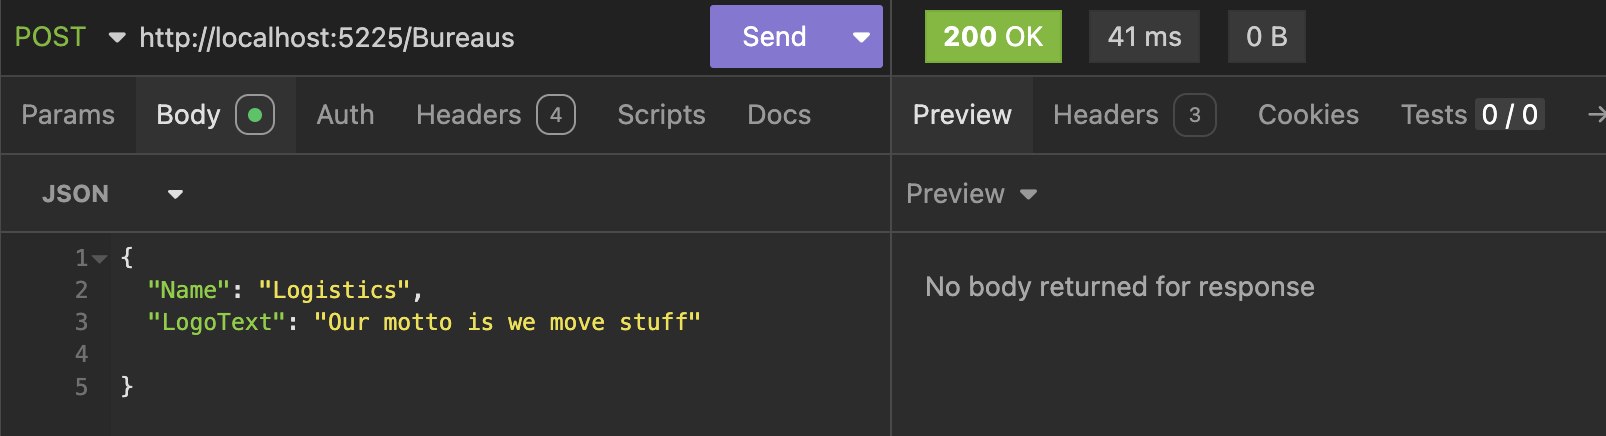 POST http://localhost:5225/Bureaus Send
200 OK 41 ms 0 B
Params Body Auth Headers 4 Scripts Docs
Preview Headers 3 Cookies Tests 0 / 0
JSON
Preview
1 {
2 "Name": "Logistics",
3 "LogoText": "Our motto is we move stuff"
4
5 }
No body returned for response